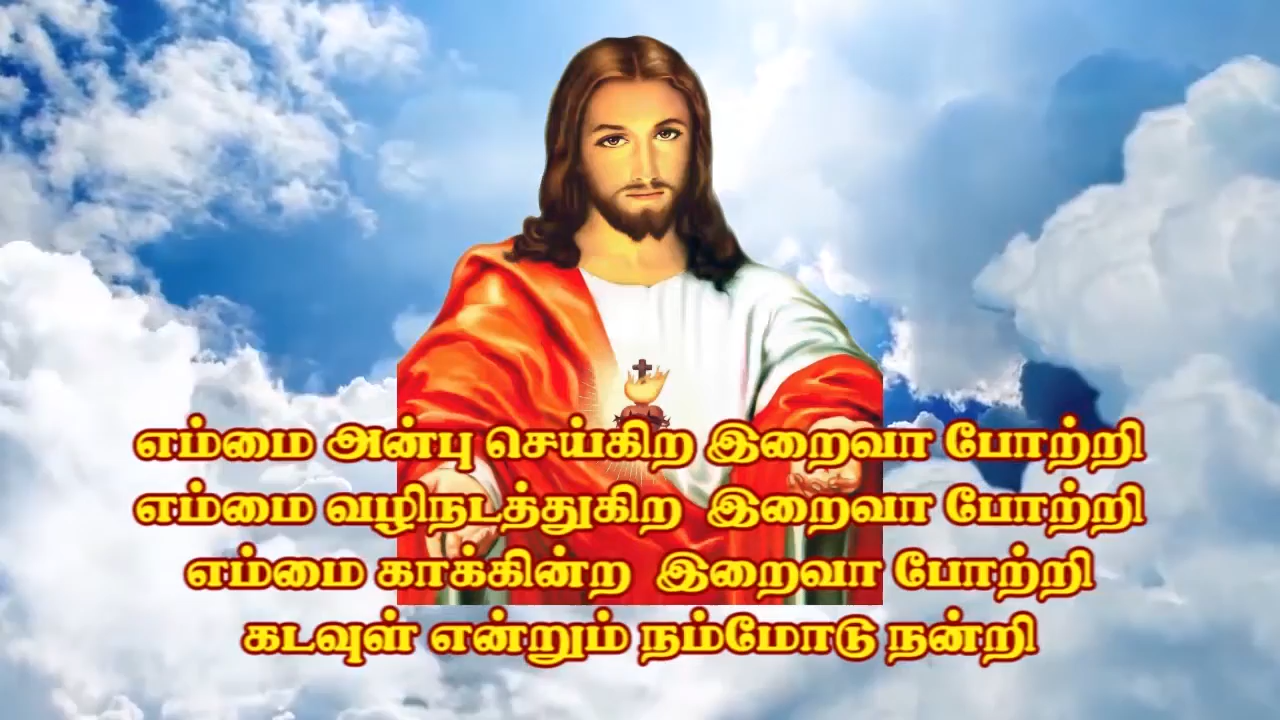 எம்மை அன்பு செய்கிற இறைவா போற்றி
எம்மை வழிநடத்துகிற இறைவா போற்றி
எம்மை காக்கின்ற இறைவா போற்றி
கடவுள் என்றும் நம்மோடு நன்றி